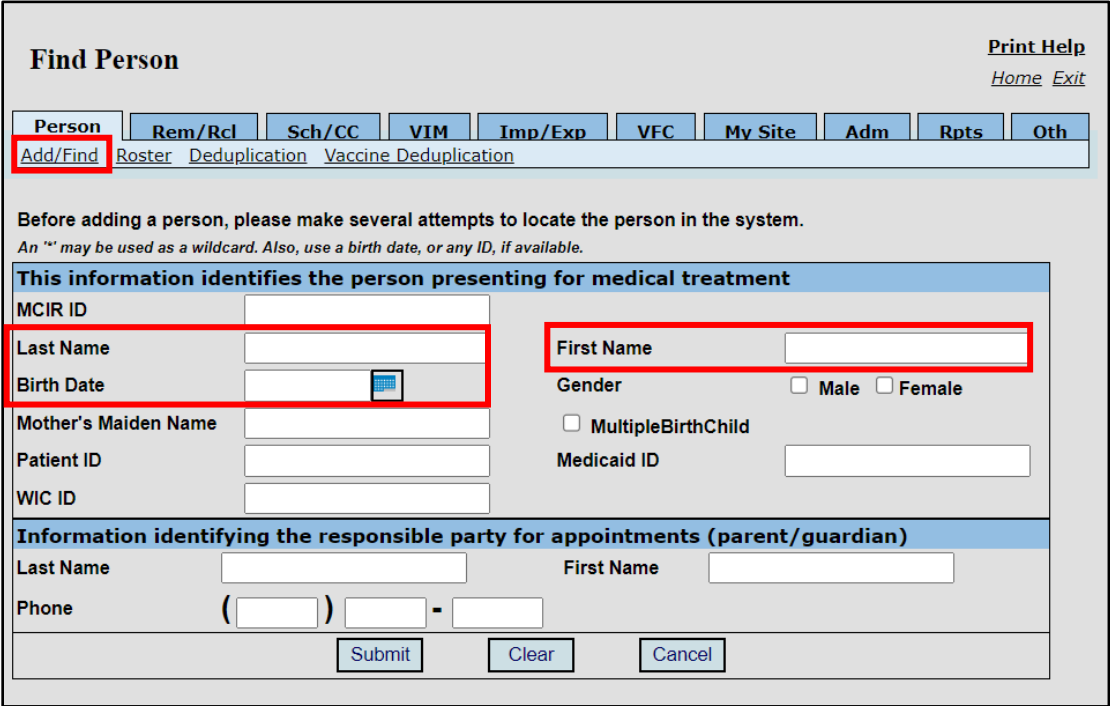 Find Person
Print Help
Home Exit
Person Rem/Rcl Sch/CC VIM Imp/Exp VFC My Site Adm Rpts Oth
Add/Find Roster Deduplication Vaccine Deduplication
Before adding a person, please make several attempts to locate the person in the system.
An '*' may be used as a wildcard. Also, use a birth date, or any ID, if available.
This information identifies the person presenting for medical treatment
MCIR ID
Last Name First Name
Birth Date Gender Male Female
Mother's Maiden Name MultipleBirthChild
Patient ID Medicaid ID
WIC ID
Information identifying the responsible party for appointments (parent/guardian)
Last Name First Name
Phone ( ) -
Submit Clear Cancel